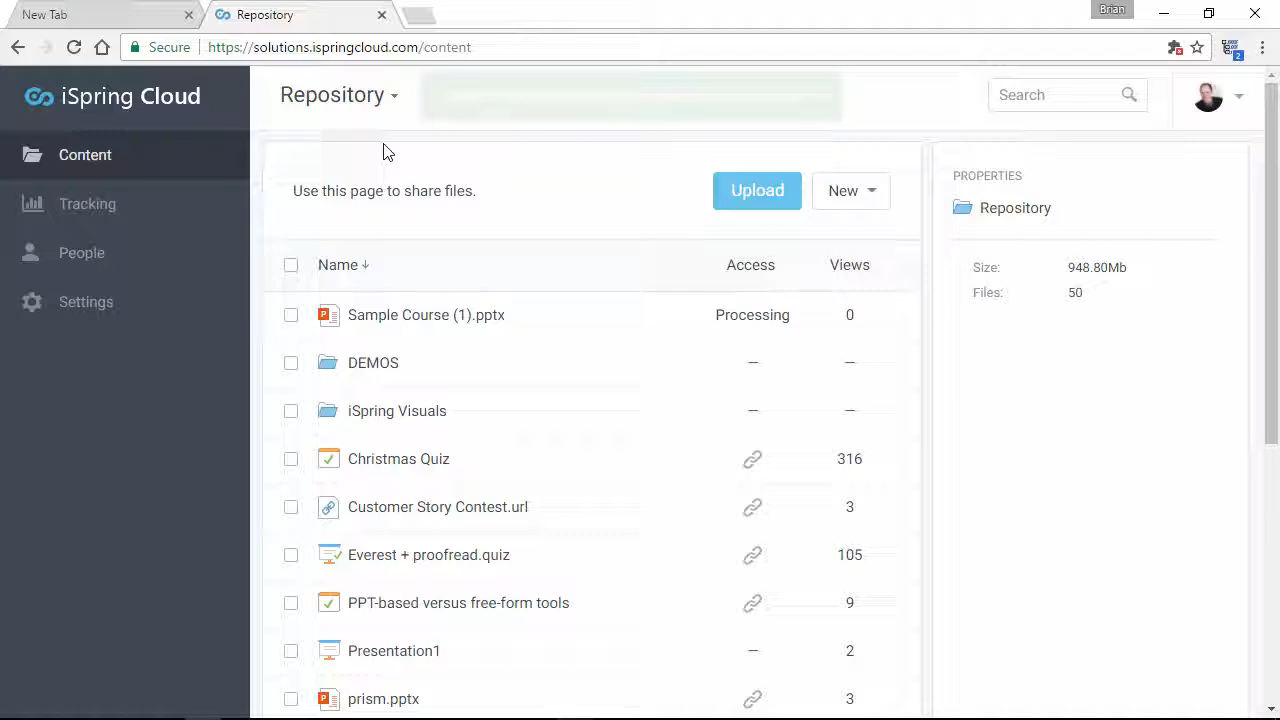 New Tab
Repository
Brian
Secure
https://solutions.ispringcloud.com/content
2
iSpring Cloud
Repository
Search
Content
Tracking
People
Settings
Use this page to share files.
Upload
New
PROPERTIES
Repository
Size: 948.80Mb
Files: 50
Name Access Views
Sample Course (1).pptx Processing 0
DEMOS — —
iSpring Visuals — —
Christmas Quiz 316
Customer Story Contest.url 3
Everest + proofread.quiz 105
PPT-based versus free-form tools 9
Presentation1 — 2
prism.pptx 3